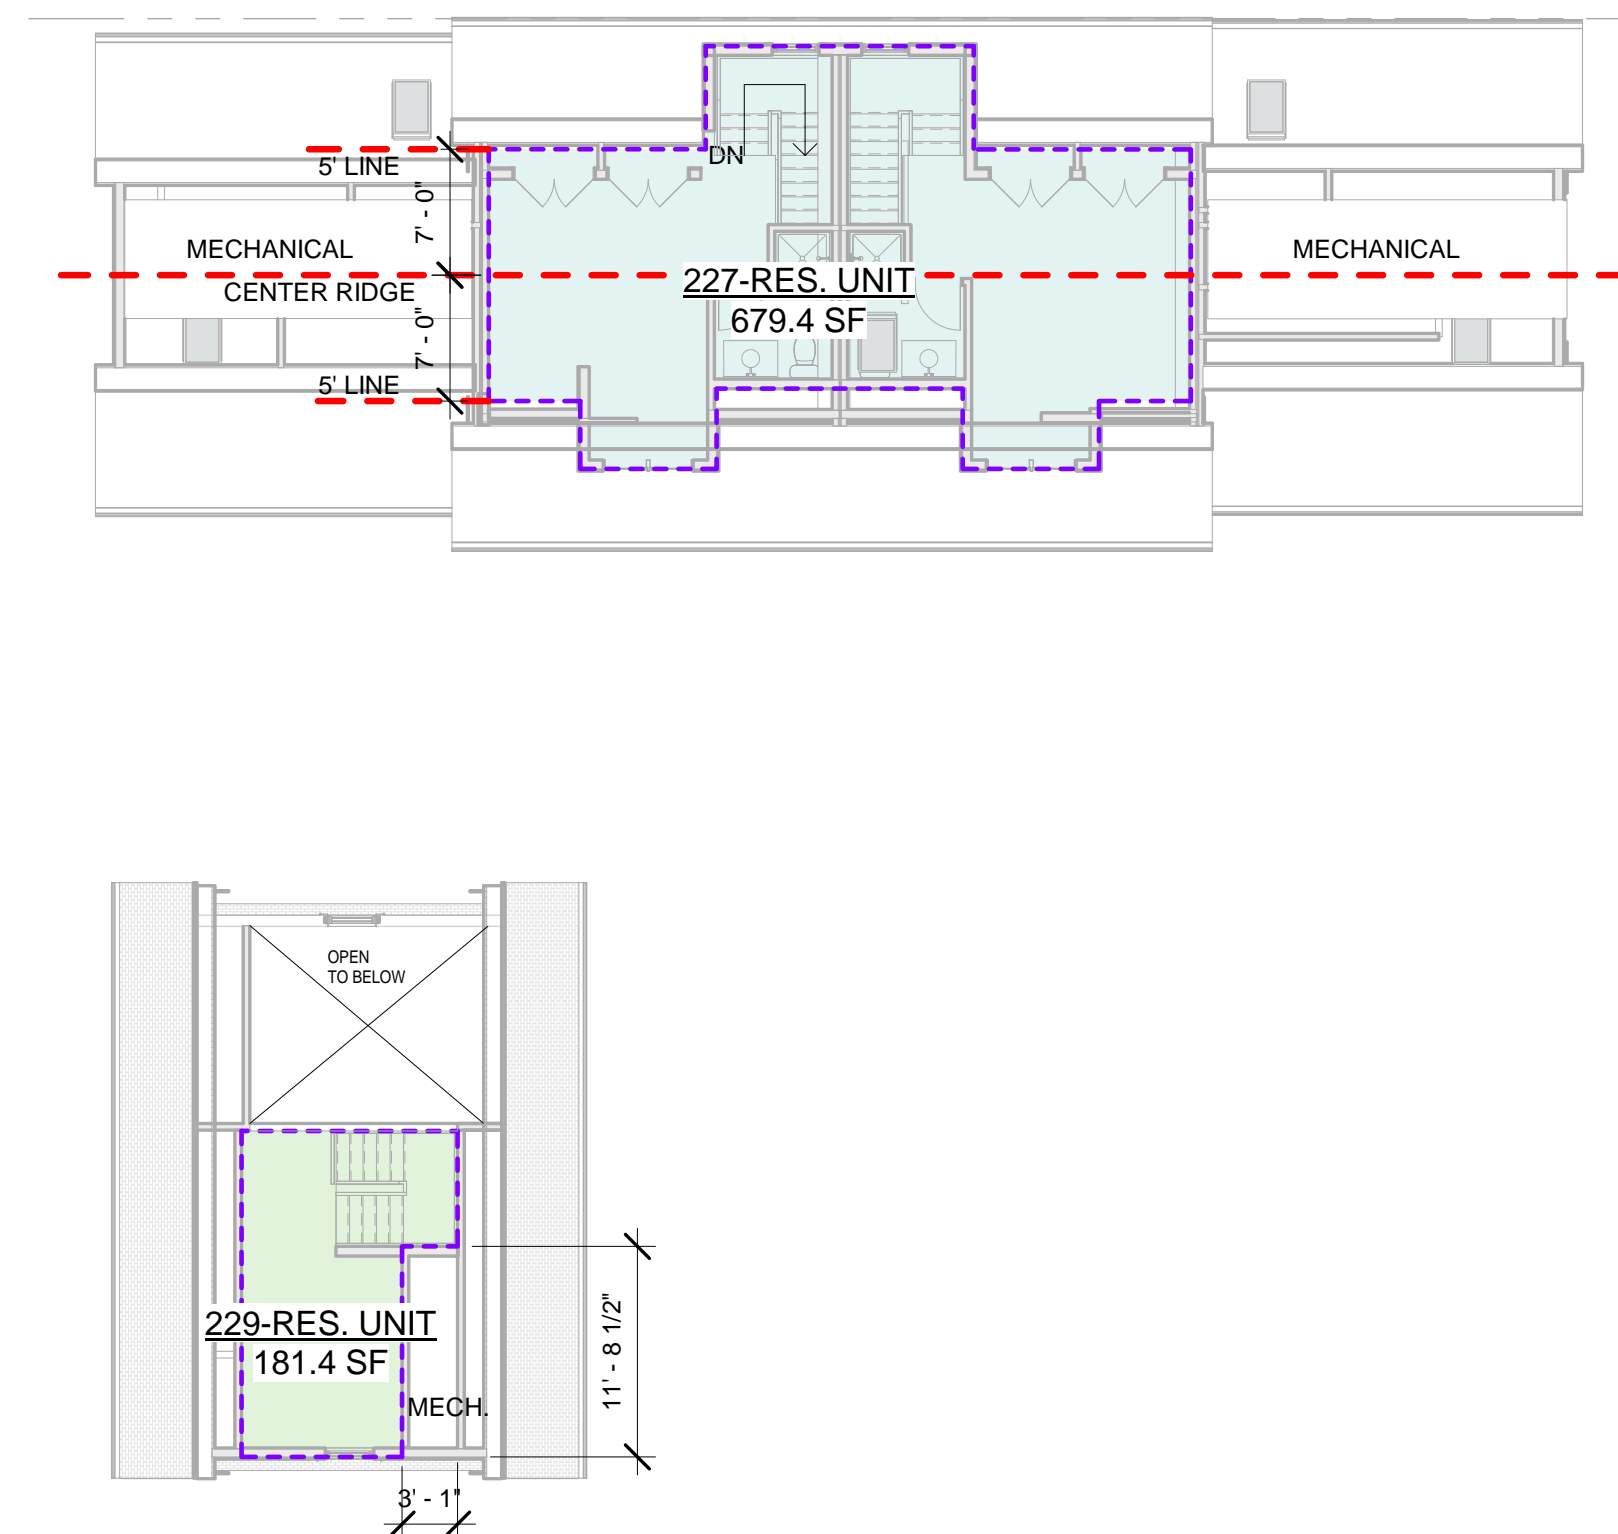 DN
5' LINE
7' - 0"
MECHANICAL
MECHANICAL
CENTER RIDGE
227-RES. UNIT
679.4 SF
7' - 0"
5' LINE
OPEN
TO BELOW
229-RES. UNIT
181.4 SF
11' - 8 1/2"
MECH.
3' - 1"